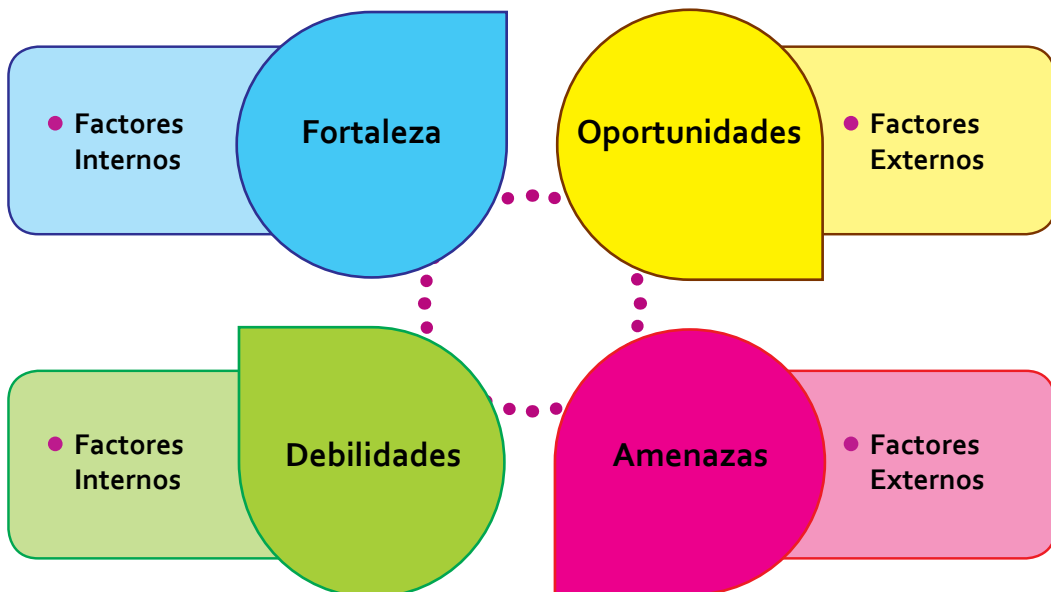 Fortaleza
• Factores
Internos
Oportunidades
• Factores
Externos
Debilidades
• Factores
Internos
Amenazas
• Factores
Externos